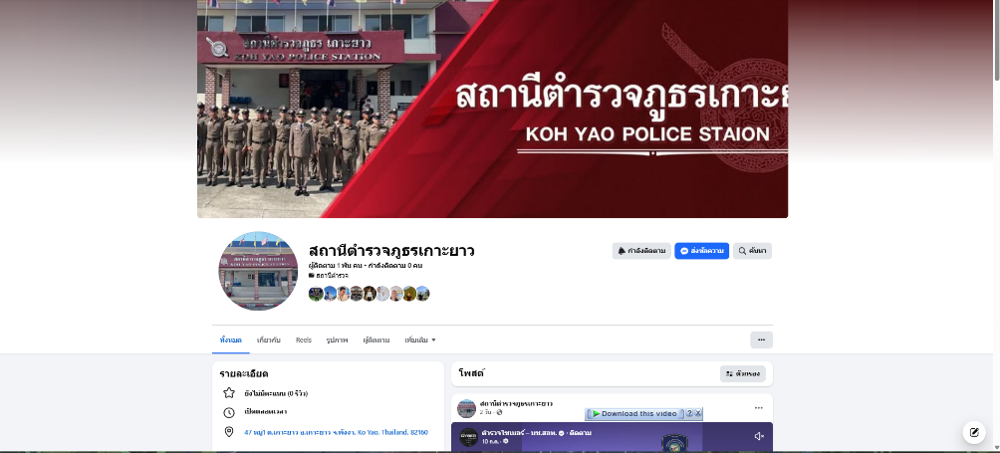 สถานีตำรวจภูธร เกาะยาว
KOH YAO POLICE STATION
สถานีตำรวจภูธรเกาะย
KOH YAO POLICE STAION
สถานีตำรวจภูธรเกาะยาว
ผู้ติดตาม 1 พัน คน • กำลังติดตาม 0 คน
สถานีตำรวจ
กำลังติดตาม
ส่งข้อความ
ค้นหา
ทั้งหมด
เกี่ยวกับ
Reels
รูปภาพ
ผู้ติดตาม
เพิ่มเติม
รายละเอียด
ยังไม่มีคะแนน (0 รีวิว)
เปิดตลอดเวลา
47 หมู่1 ต.เกาะยาว อ.เกาะยาว จ.พังงา, Ko Yao, Thailand, 82160
โพสต์
ตัวกรอง
สถานีตำรวจภูธรเกาะยาว
2 วัน
Download this video
? X
ตำรวจไซเบอร์ – บช.สอท. • ติดตาม
10 ก.ค.